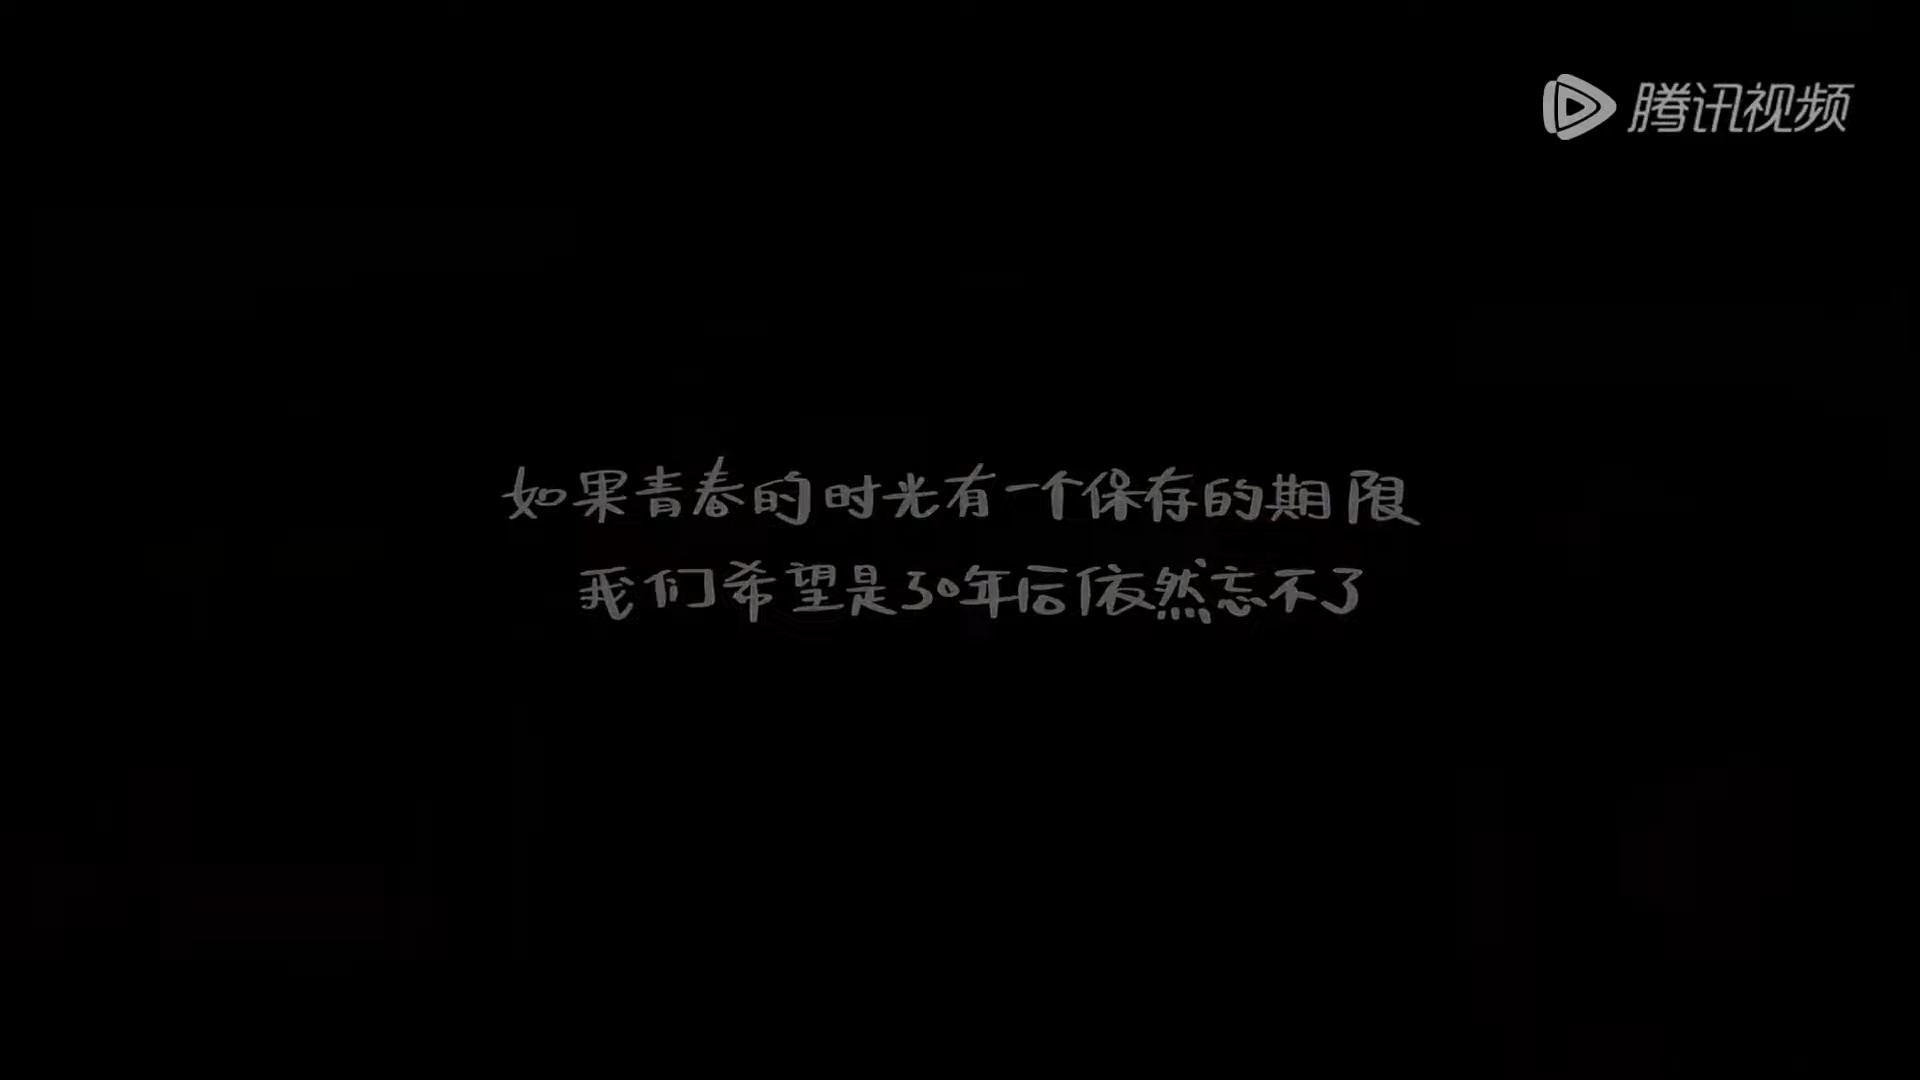 腾讯视频
如果青春的时光有一个保存的期限
我们希望是30年后依然忘不了